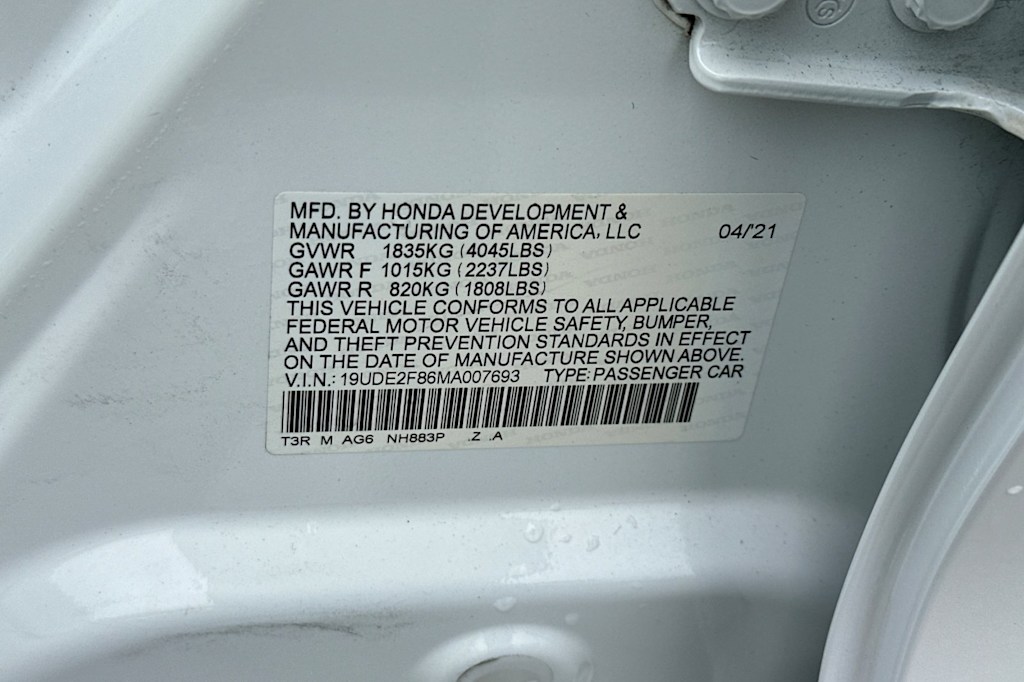 MFD. BY HONDA DEVELOPMENT &
MANUFACTURING OF AMERICA, LLC 04/'21
GVWR 1835KG (4045LBS)
GAWR F 1015KG (2237LBS)
GAWR R 820KG (1808LBS)
THIS VEHICLE CONFORMS TO ALL APPLICABLE
FEDERAL MOTOR VEHICLE SAFETY, BUMPER,
AND THEFT PREVENTION STANDARDS IN EFFECT
ON THE DATE OF MANUFACTURE SHOWN ABOVE.
V.I.N.: 19UDE2F86MA007693 TYPE: PASSENGER CAR
T3R M AG6 NH883P .Z .A